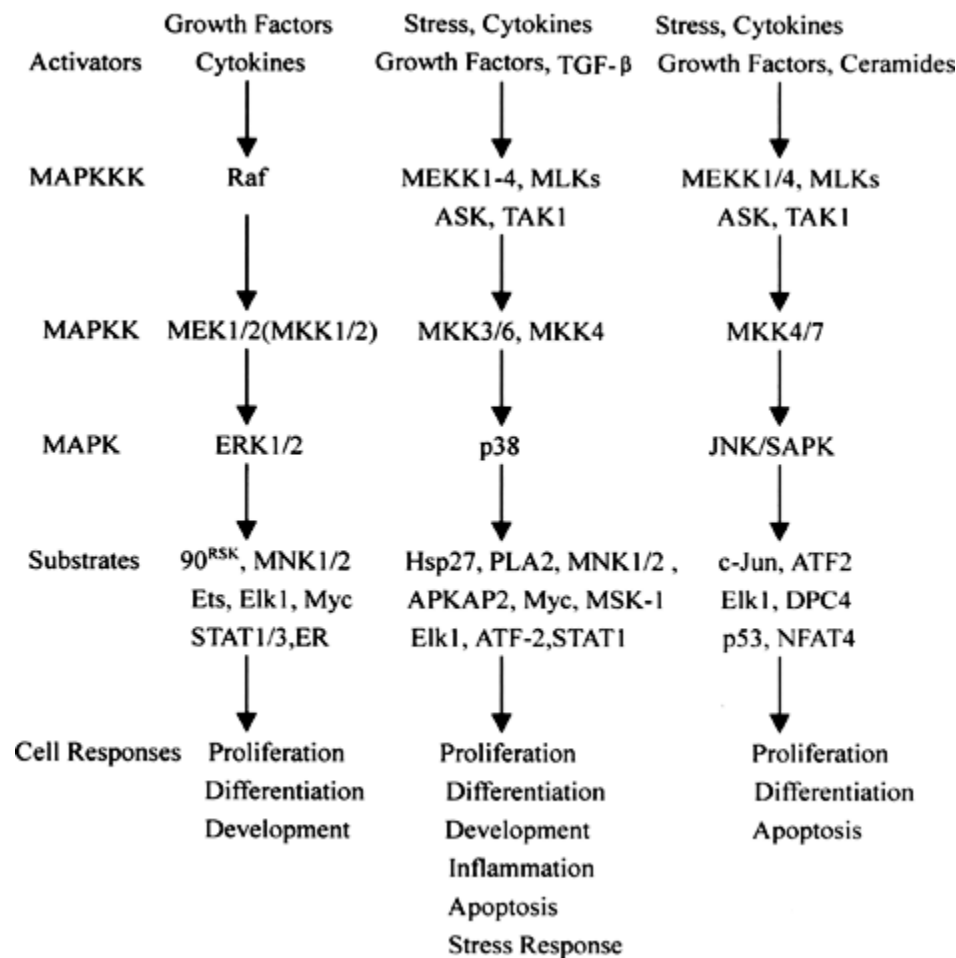 Growth Factors Stress, Cytokines Stress, Cytokines
Activators Cytokines Growth Factors, TGF-β Growth Factors, Ceramides
MAPKKK Raf MEKK1-4, MLKs MEKK1/4, MLKs
ASK, TAK1 ASK, TAK1
MAPKK MEK1/2(MKK1/2) MKK3/6, MKK4 MKK4/7
MAPK ERK1/2 p38 JNK/SAPK
Substrates 90RSK, MNK1/2 Hsp27, PLA2, MNK1/2 , c-Jun, ATF2
Ets, Elk1, Myc APKAP2, Myc, MSK-1 Elk1, DPC4
STAT1/3,ER Elk1, ATF-2,STAT1 p53, NFAT4
Cell Responses Proliferation Proliferation Proliferation
Differentiation Differentiation Differentiation
Development Development Apoptosis
Inflammation
Apoptosis
Stress Response